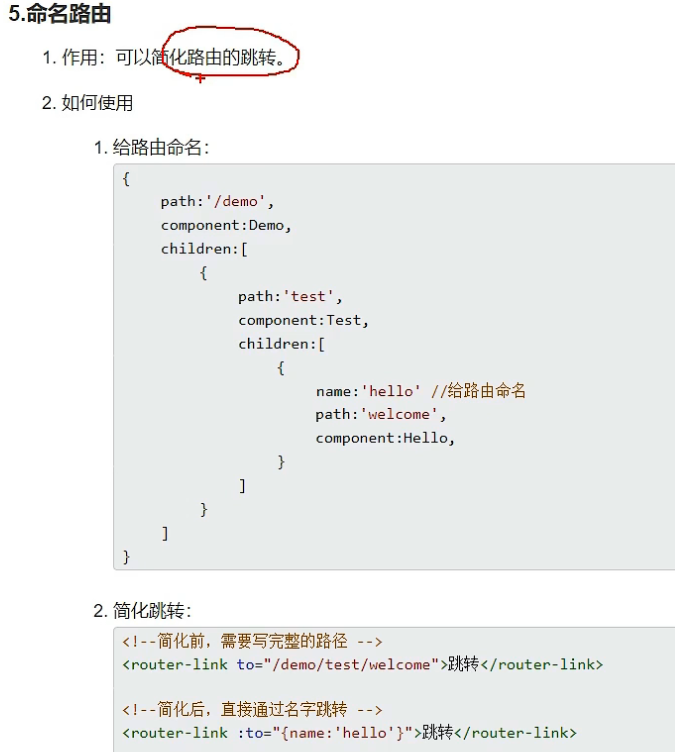 5.命名路由
1. 作用：可以简化路由的跳转。
2. 如何使用
1. 给路由命名：
{
path:'/demo',
component:Demo,
children:[
{
path:'test',
component:Test,
children:[
{
name:'hello' //给路由命名
path:'welcome',
component:Hello,
}
]
}
]
}
2. 简化跳转：
<!--简化前，需要写完整的路径 -->
<router-link to="/demo/test/welcome">跳转</router-link>
<!--简化后，直接通过名字跳转 -->
<router-link :to="{name:'hello'}">跳转</router-link>